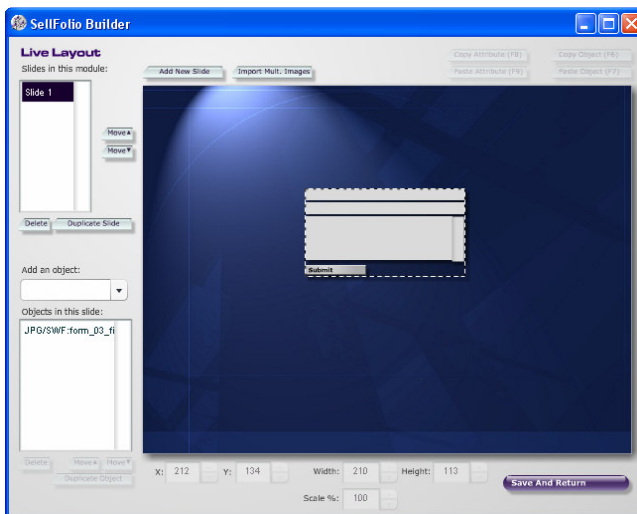 SellFolio Builder
Live Layout
Slides in this module:
Slide 1
Move▲
Move▼
Delete
Duplicate Slide
Add New Slide
Import Mult. Images
Copy Attribute (F8)
Copy Object (F6)
Paste Attribute (F9)
Paste Object (F7)
Submit
Add an object:
Objects in this slide:
JPG/SWF:form_03_fi
Delete
Move▲
Move▼
Duplicate Object
X: 212
Y: 134
Width: 210
Height: 113
Scale %: 100
Save And Return